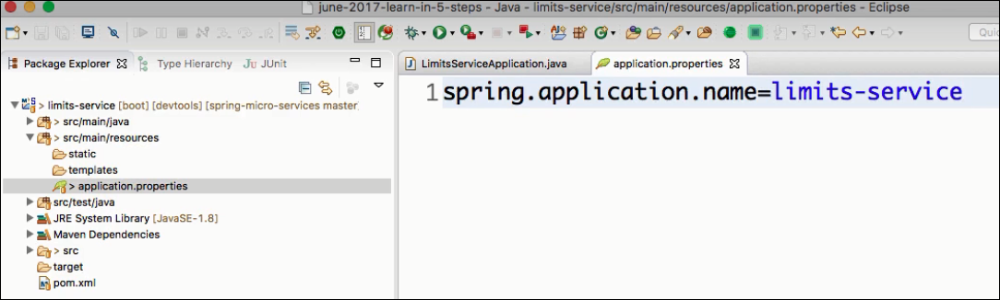 june-2017-learn-in-5-steps - Java - limits-service/src/main/resources/application.properties - Eclipse
Package Explorer
Type Hierarchy
JUnit
limits-service [boot] [devtools] [spring-micro-services master]
> src/main/java
> src/main/resources
static
templates
> application.properties
src/test/java
JRE System Library [JavaSE-1.8]
Maven Dependencies
> src
target
pom.xml
LimitsServiceApplication.java
application.properties
1 spring.application.name=limits-service